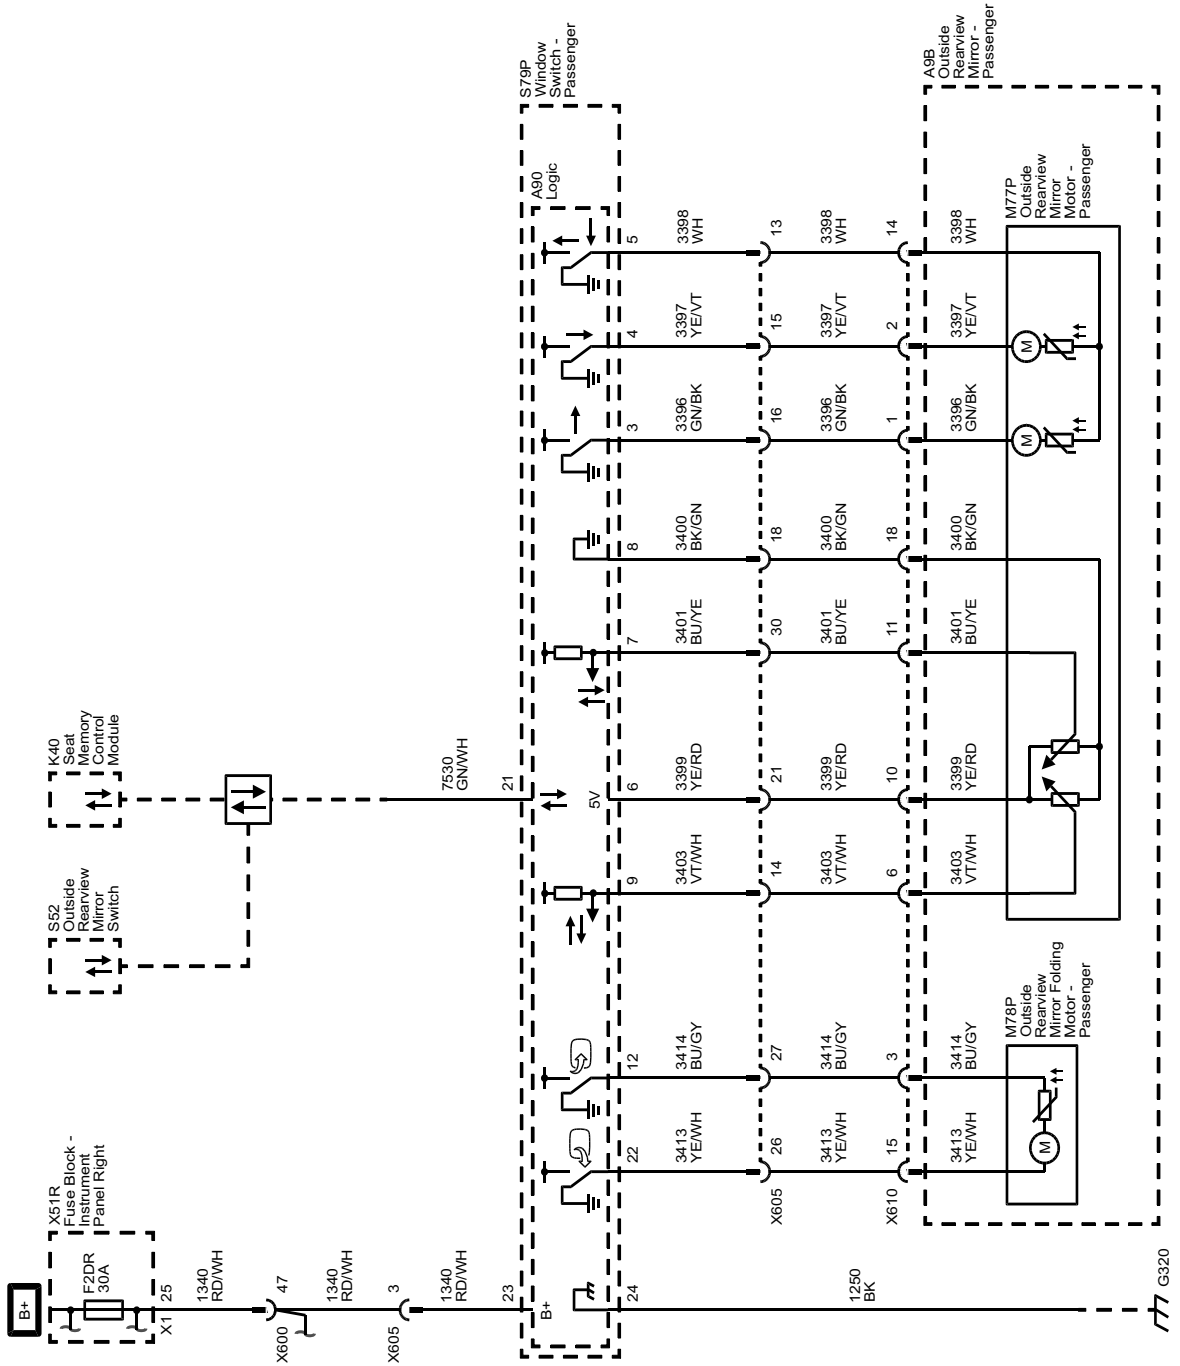 B+
X51R
Fuse Block -
Instrument
Panel Right
F2DR
30A
25
X1
1340
RD/WH
47
X600
1340
RD/WH
3
X605
1340
RD/WH
23
B+
24
1250
BK
G320
S52
Outside
Rearview
Mirror
Switch
K40
Seat
Memory
Control
Module
7530
GN/WH
21
5V
S79P
Window
Switch -
Passenger
A90
Logic
22
12
9
6
7
8
3
4
5
3413
YE/WH
3414
BU/GY
3403
VT/WH
3399
YE/RD
3401
BU/YE
3400
BK/GN
3396
GN/BK
3397
YE/VT
3398
WH
X605
26
27
14
21
30
18
16
15
13
3413
YE/WH
3414
BU/GY
3403
VT/WH
3399
YE/RD
3401
BU/YE
3400
BK/GN
3396
GN/BK
3397
YE/VT
3398
WH
X610
15
3
6
10
11
18
1
2
14
A9B
Outside
Rearview
Mirror -
Passenger
3413
YE/WH
3414
BU/GY
3403
VT/WH
3399
YE/RD
3401
BU/YE
3400
BK/GN
3396
GN/BK
3397
YE/VT
3398
WH
M78P
Outside
Rearview
Mirror Folding
Motor -
Passenger
M
M77P
Outside
Rearview
Mirror
Motor -
Passenger
M
M